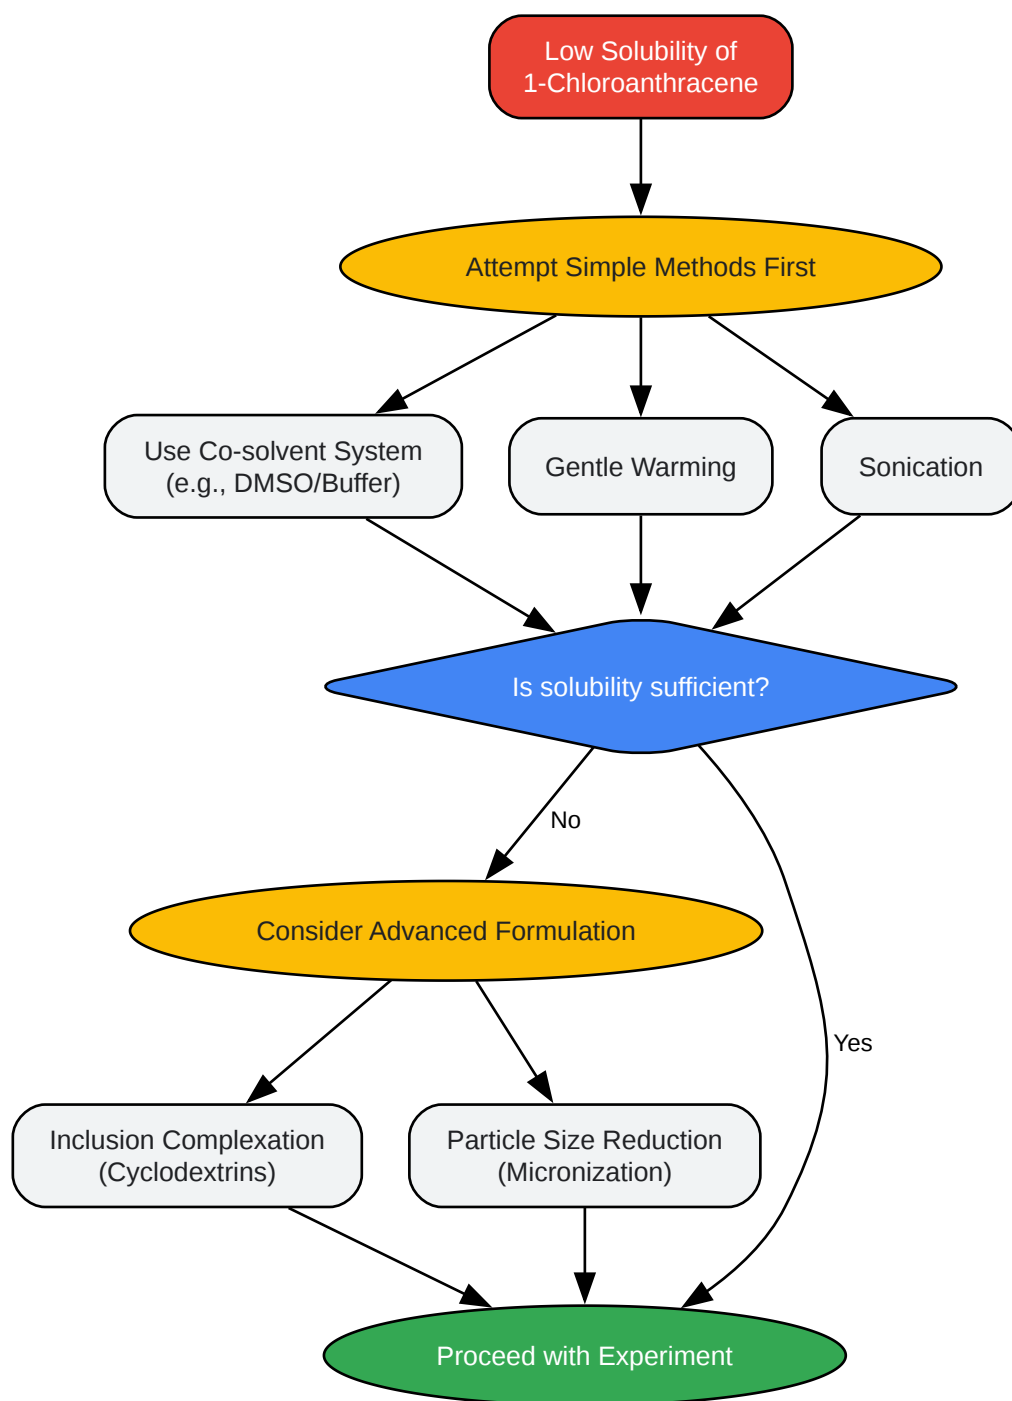 Low Solubility of
1-Chloroanthracene
Attempt Simple Methods First
Use Co-solvent System
(e.g., DMSO/Buffer)
Gentle Warming
Sonication
Is solubility sufficient?
No
Consider Advanced Formulation
Yes
Inclusion Complexation
(Cyclodextrins)
Particle Size Reduction
(Micronization)
Proceed with Experiment